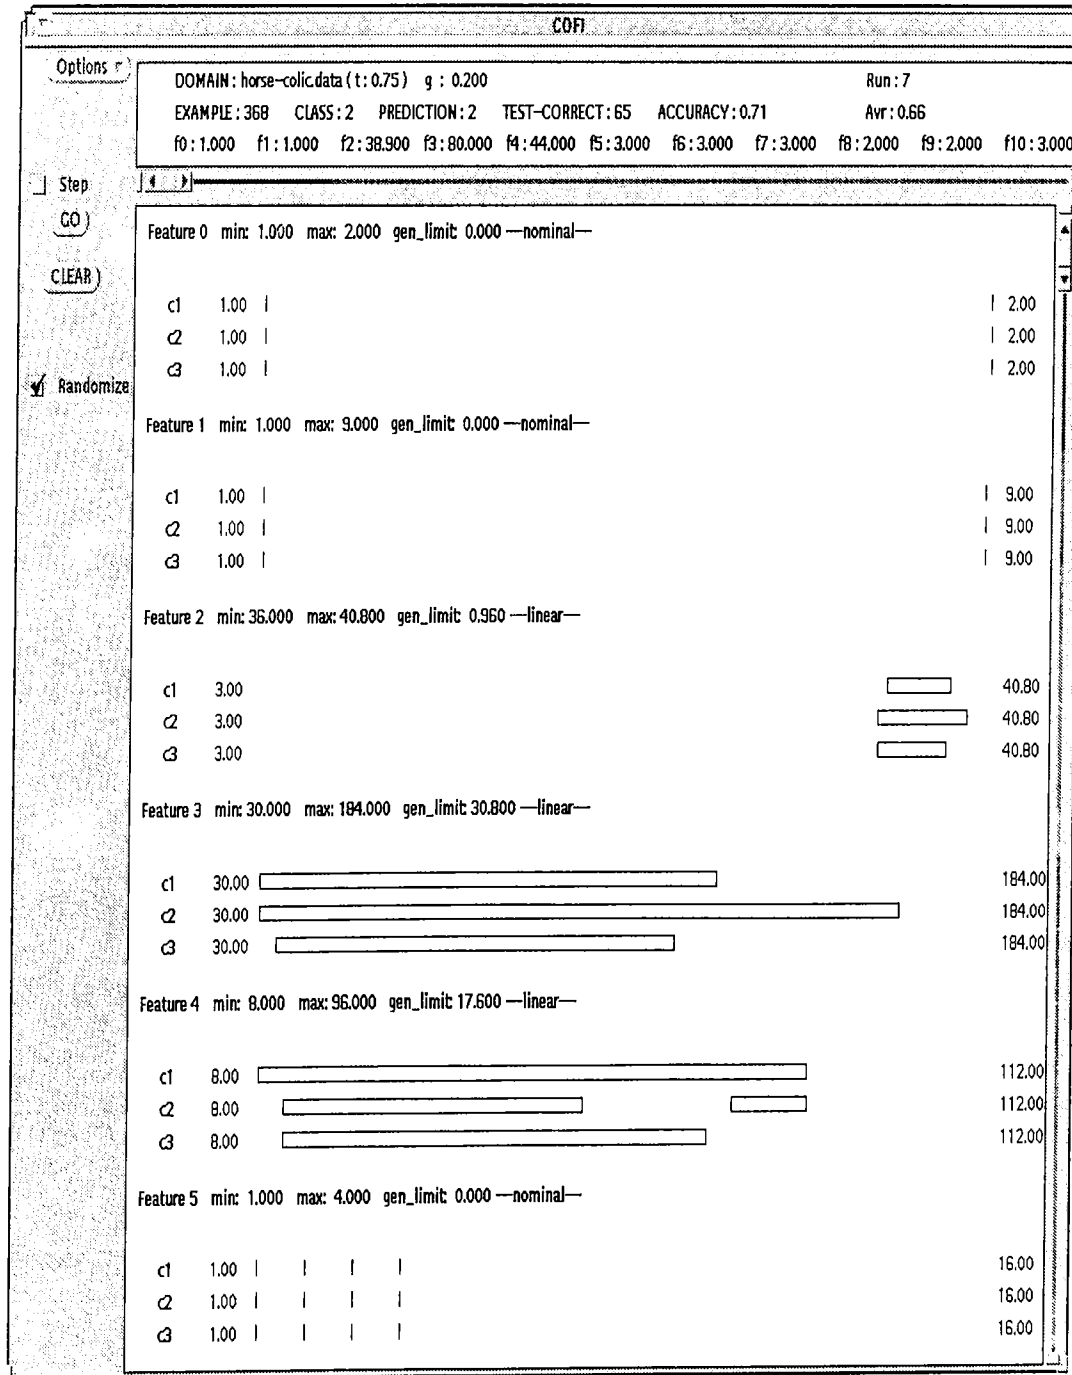 COFI
Options
DOMAIN: horse-colic.data (t: 0.75) g : 0.200 Run : 7
EXAMPLE : 368 CLASS : 2 PREDICTION : 2 TEST-CORRECT : 65 ACCURACY : 0.71 Avr : 0.66
f0 : 1.000 f1 : 1.000 f2 : 38.900 f3 : 80.000 f4 : 44.000 f5 : 3.000 f6 : 3.000 f7 : 3.000 f8 : 2.000 f9 : 2.000 f10 : 3.000
Step
GO
CLEAR
Randomize
Feature 0 min: 1.000 max: 2.000 gen_limit: 0.000 —nominal—
c1 1.00 2.00
c2 1.00 2.00
c3 1.00 2.00
Feature 1 min: 1.000 max: 9.000 gen_limit: 0.000 —nominal—
c1 1.00 9.00
c2 1.00 9.00
c3 1.00 9.00
Feature 2 min: 36.000 max: 40.800 gen_limit: 0.960 —linear—
c1 3.00 40.80
c2 3.00 40.80
c3 3.00 40.80
Feature 3 min: 30.000 max: 184.000 gen_limit: 30.800 —linear—
c1 30.00 184.00
c2 30.00 184.00
c3 30.00 184.00
Feature 4 min: 8.000 max: 96.000 gen_limit: 17.600 —linear—
c1 8.00 112.00
c2 8.00 112.00
c3 8.00 112.00
Feature 5 min: 1.000 max: 4.000 gen_limit: 0.000 —nominal—
c1 1.00 16.00
c2 1.00 16.00
c3 1.00 16.00